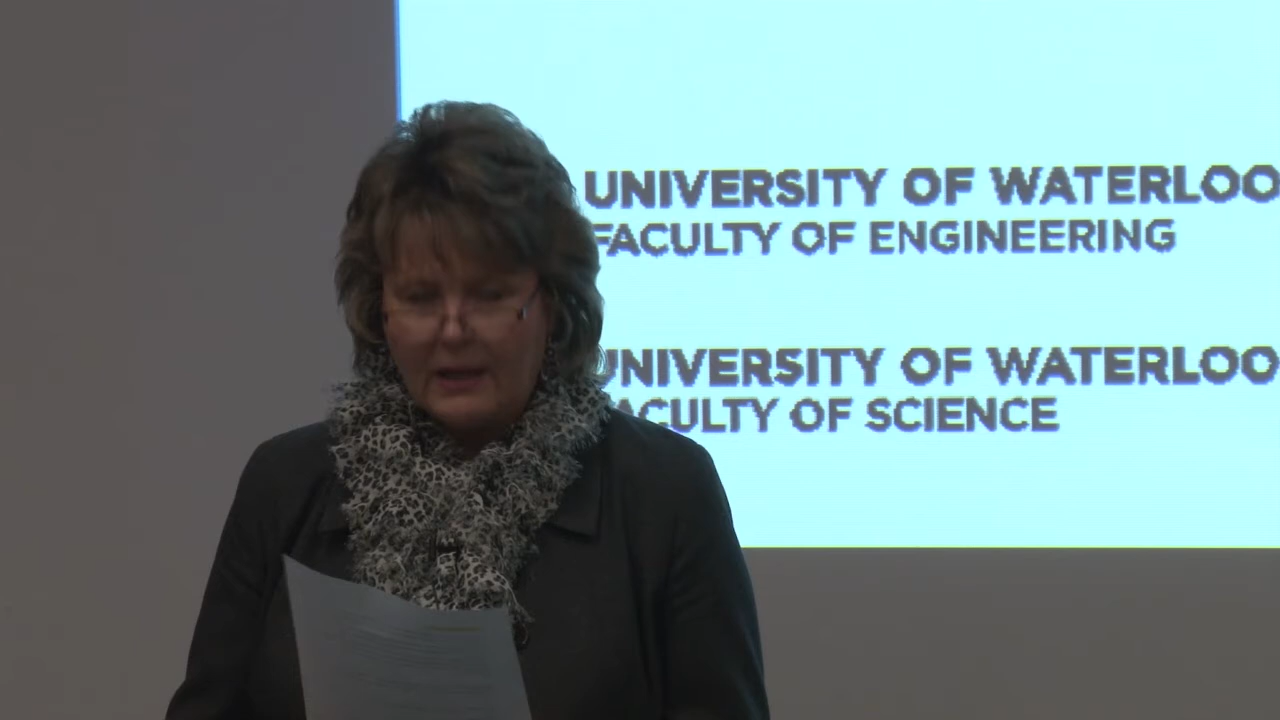 UNIVERSITY OF WATERLOO
FACULTY OF ENGINEERING
UNIVERSITY OF WATERLOO
FACULTY OF SCIENCE